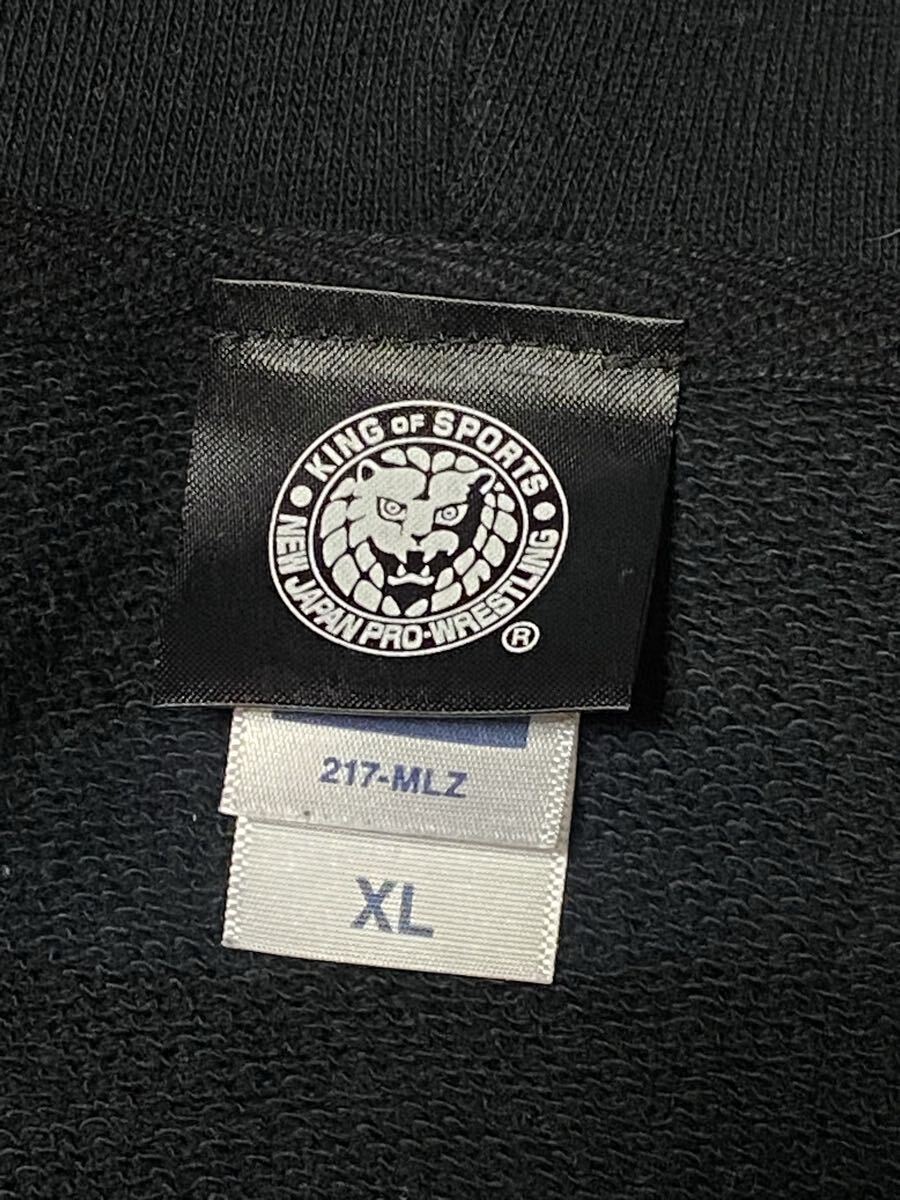 KING OF SPORTS
NEW JAPAN PRO-WRESTLING
®
217-MLZ
XL